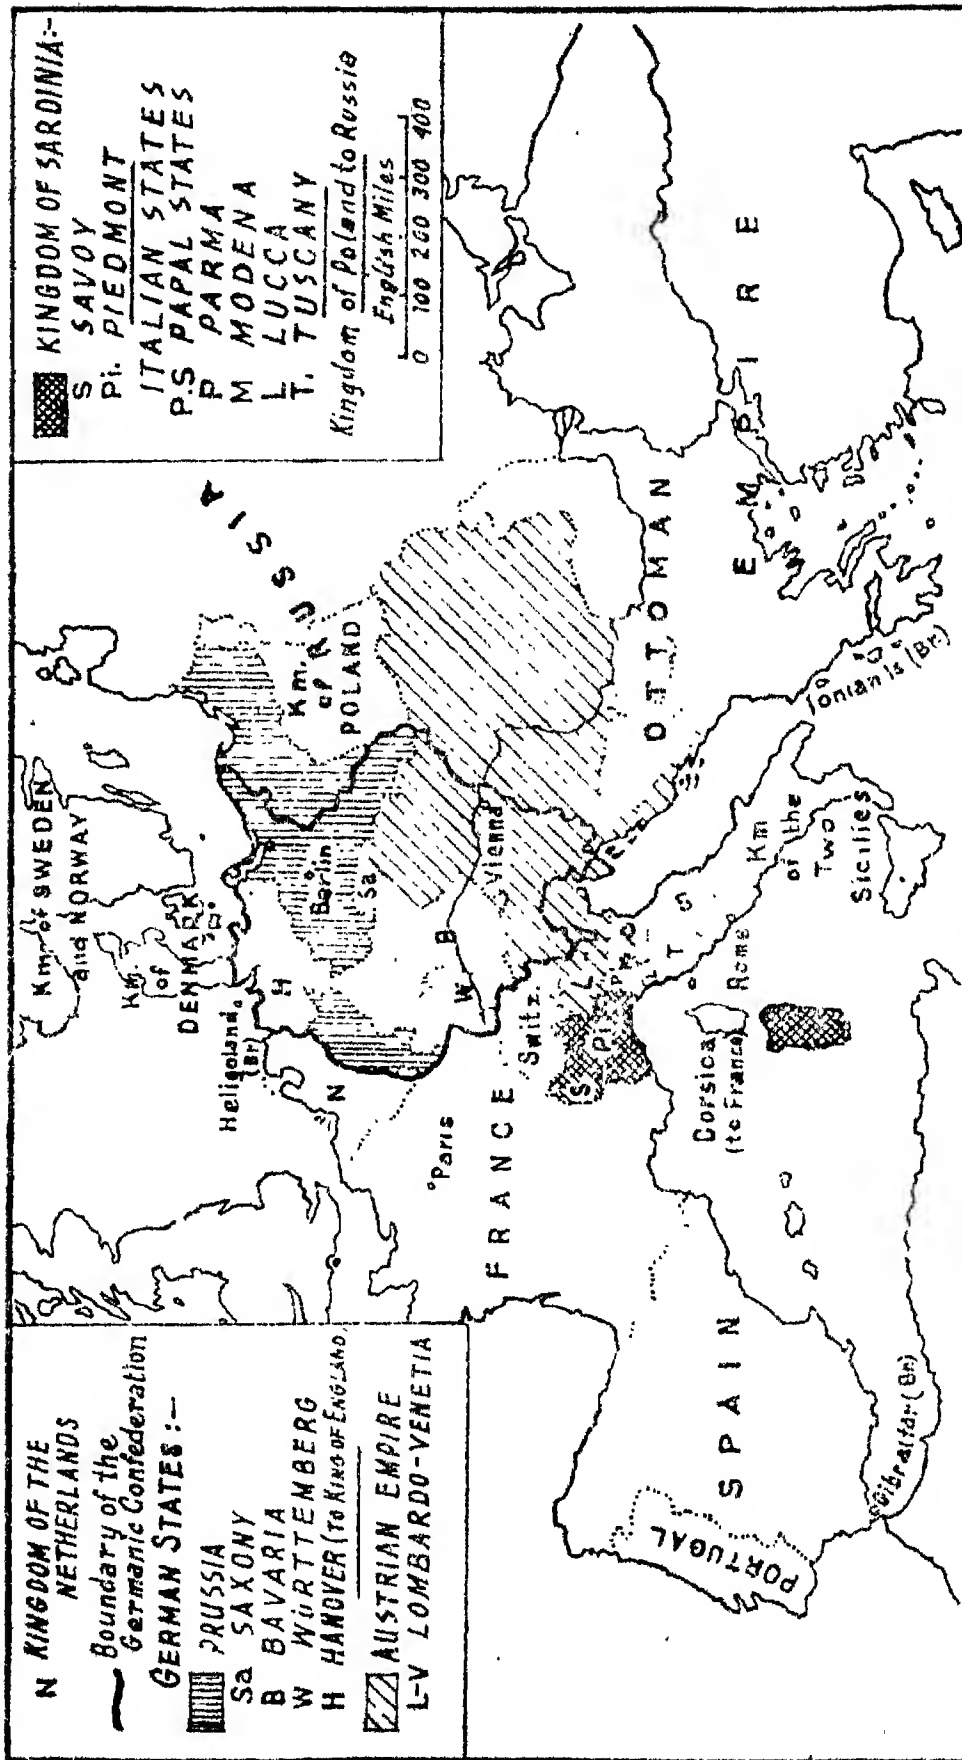 N KINGDOM OF THE
NETHERLANDS
Boundary of the
Germanic Confederation
GERMAN STATES:—
PRUSSIA
Sa SAXONY
B BAVARIA
W WÜRTTEMBERG
H HANOVER (TO KING OF ENGLAND)
AUSTRIAN EMPIRE
L-V LOMBARDO-VENETIA
KINGDOM OF SARDINIA:-
S SAVOY
Pi. PIEDMONT
ITALIAN STATES
P.S PAPAL STATES
P PARMA
M MODENA
L LUCCA
T. TUSCANY
Kingdom of Poland to Russia
English Miles
0 100 200 300 400
Km. of SWEDEN
and NORWAY
Km
of
DENMARK
Heligoland
(Br)
H
N
Berlin
Sa
RUSSIA
Km.
of
POLAND
Paris
FRANCE
W
B
Vienna
Switz.
S
Pi
L
P
T
Corsica
(to France)
Rome
Km
of the
Two
Sicilies
OTTOMAN
EMPIRE
Ionian Is (Br)
SPAIN
PORTUGAL
Gibraltar (Br)